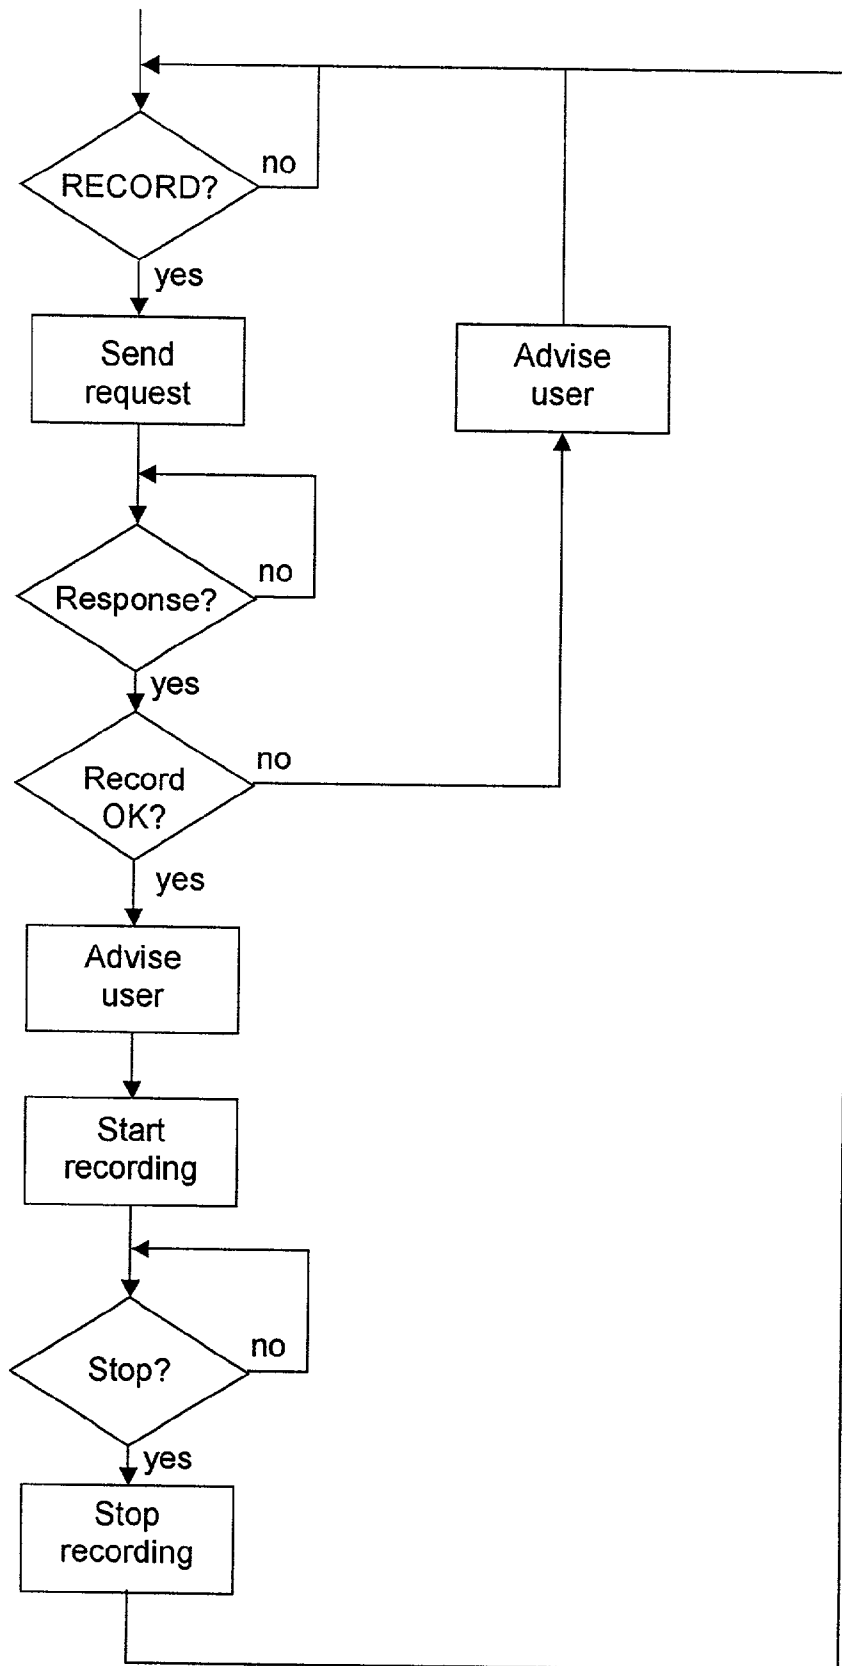 RECORD?
no
yes
Send
request
Advise
user
Response?
no
yes
Record
OK?
no
yes
Advise
user
Start
recording
Stop?
no
yes
Stop
recording